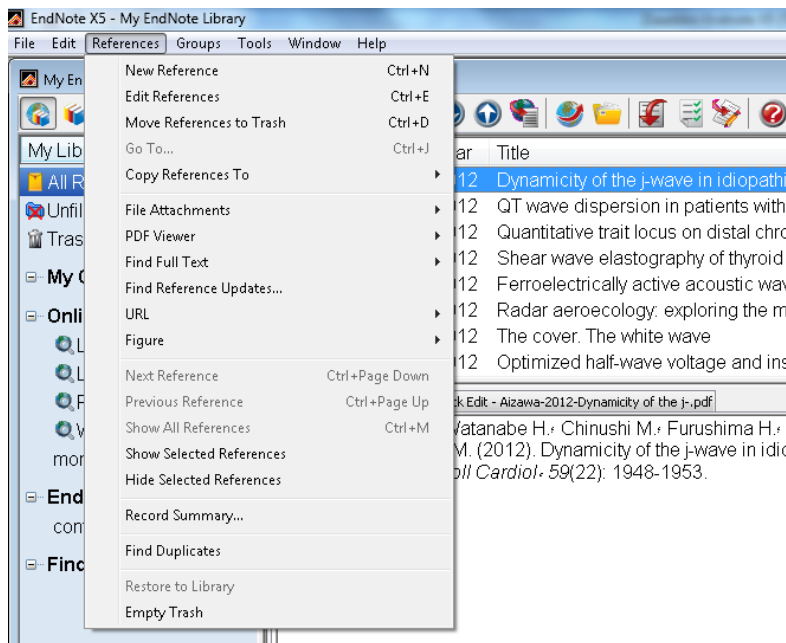 EndNote X5 - My EndNote Library
File Edit References Groups Tools Window Help
My En
New Reference Ctrl+N
Edit References Ctrl+E
Move References to Trash Ctrl+D
Go To... Ctrl+J
Copy References To
File Attachments
PDF Viewer
Find Full Text
Find Reference Updates...
URL
Figure
Next Reference Ctrl+Page Down
Previous Reference Ctrl+Page Up
Show All References Ctrl+M
Show Selected References
Hide Selected References
Record Summary...
Find Duplicates
Restore to Library
Empty Trash
My Lib
All R
Unfil
Tras
My G
Onli
L
L
F
W
mor
End
con
Find
ar Title
12 Dynamicity of the j-wave in idiopathi
12 QT wave dispersion in patients with
12 Quantitative trait locus on distal chro
12 Shear wave elastography of thyroid
12 Ferroelectrically active acoustic wav
12 Radar aeroecology: exploring the m
12 The cover. The white wave
12 Optimized half-wave voltage and ins
ck Edit - Aizawa-2012-Dynamicity of the j-.pdf
Watanabe H., Chinushi M., Furushima H.,
M. (2012). Dynamicity of the j-wave in idio
oll Cardiol, 59(22): 1948-1953.